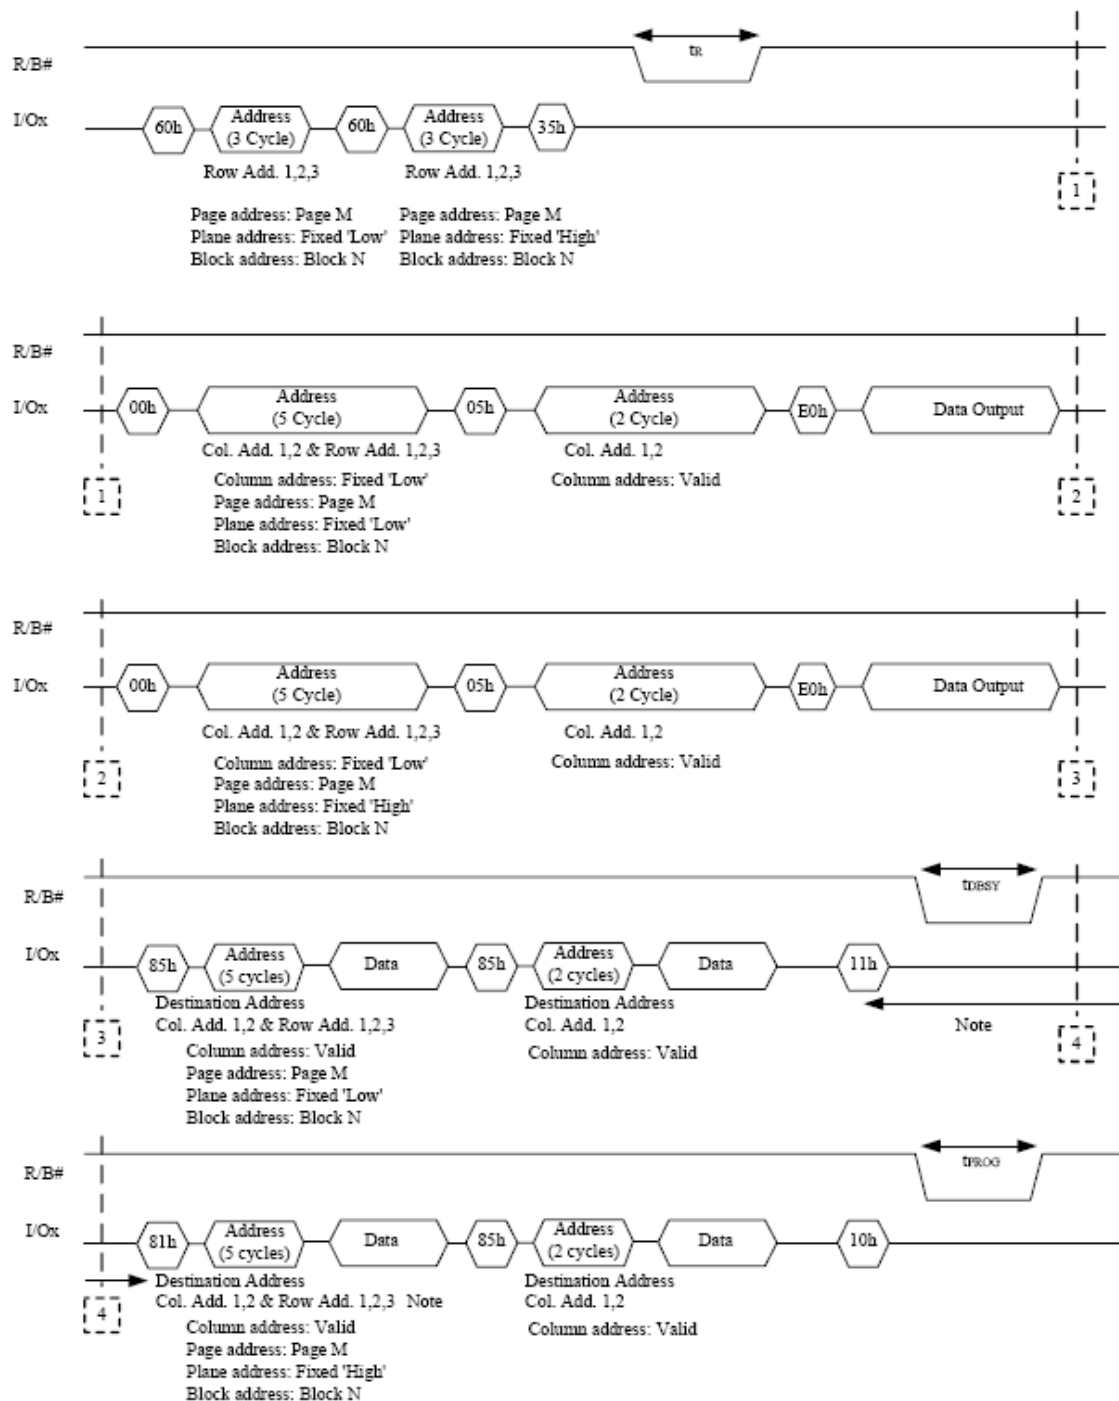 tR
R/B#
I/Ox
60h Address (3 Cycle) 60h Address (3 Cycle) 35h
Row Add. 1,2,3 Row Add. 1,2,3
1
Page address: Page M Page address: Page M
Plane address: Fixed 'Low' Plane address: Fixed 'High'
Block address: Block N Block address: Block N
R/B#
I/Ox
00h Address (5 Cycle) 05h Address (2 Cycle) E0h Data Output
Col. Add. 1,2 & Row Add. 1,2,3 Col. Add. 1,2
Column address: Fixed 'Low' Column address: Valid
1 Page address: Page M 2
Plane address: Fixed 'Low'
Block address: Block N
R/B#
I/Ox
00h Address (5 Cycle) 05h Address (2 Cycle) E0h Data Output
Col. Add. 1,2 & Row Add. 1,2,3 Col. Add. 1,2
Column address: Fixed 'Low' Column address: Valid
2 Page address: Page M 3
Plane address: Fixed 'High'
Block address: Block N
tDBSY
R/B#
I/Ox
85h Address (5 cycles) Data 85h Address (2 cycles) Data 11h
Destination Address Destination Address
Col. Add. 1,2 & Row Add. 1,2,3 Col. Add. 1,2 Note
3 Column address: Valid Column address: Valid 4
Page address: Page M
Plane address: Fixed 'Low'
Block address: Block N
tPROG
R/B#
I/Ox
81h Address (5 cycles) Data 85h Address (2 cycles) Data 10h
Destination Address Destination Address
Col. Add. 1,2 & Row Add. 1,2,3 Note Col. Add. 1,2
4 Column address: Valid Column address: Valid
Page address: Page M
Plane address: Fixed 'High'
Block address: Block N